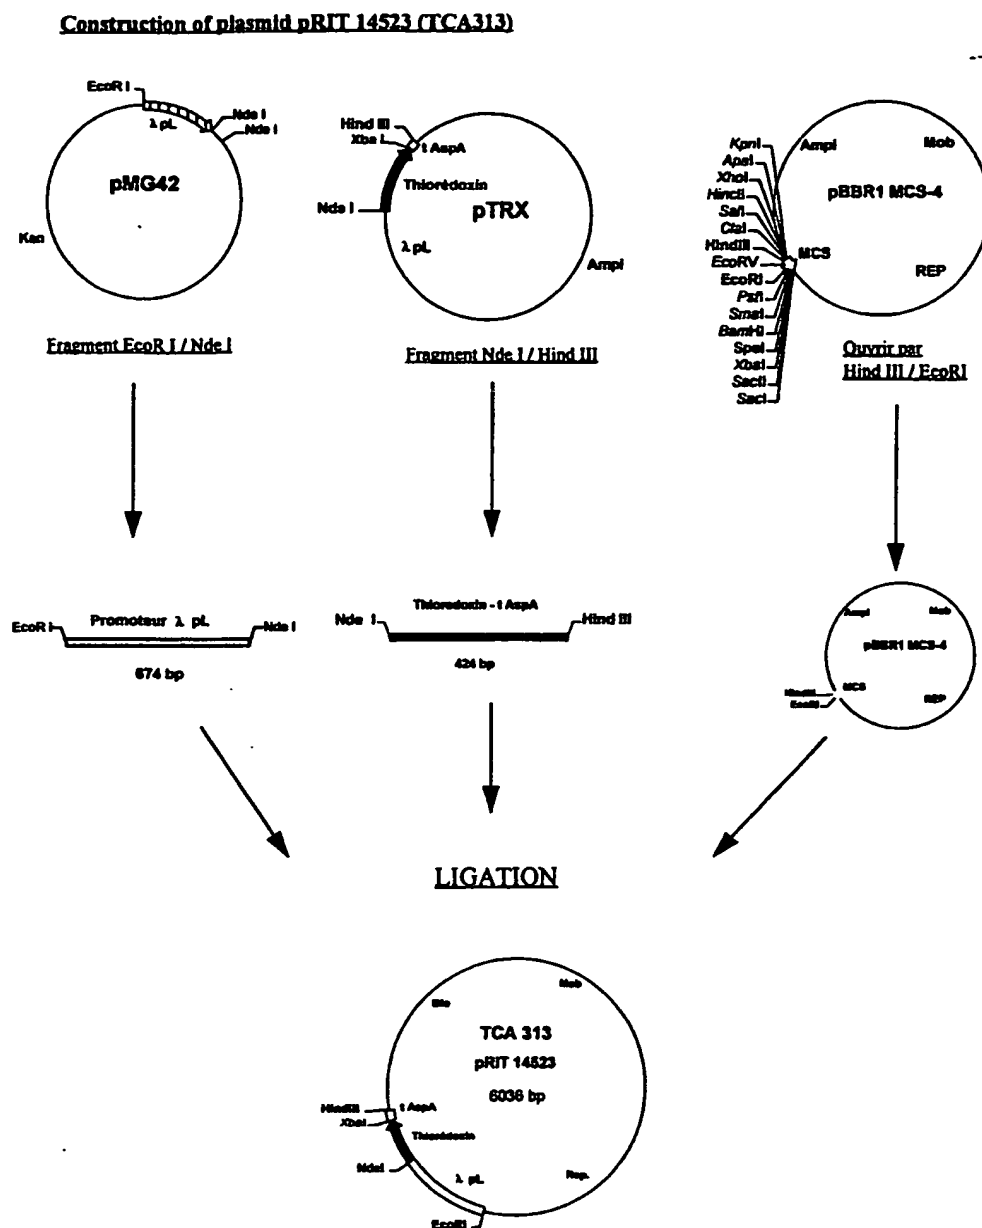 Construction of plasmid pRIT 14523 (TCA313)
EcoR I
λ pL
Nde I
Nde I
pMG42
Kan
Fragment EcoR I / Nde I
Hind III
Xba I
t AspA
Thiorédoxin
Nde I
pTRX
λ pL
Ampi
Fragment Nde I / Hind III
KpnI
ApaI
XhoI
HincII
SalI
ClaI
HindIII
EcoRV
EcoRI
PstI
SmaI
BamHI
SpeI
XbaI
SacII
SacI
Ampi
Mob
pBBR1 MCS-4
MCS
REP
Ouvrir par
Hind III / EcoRI
EcoR I
Promoteur λ pL
Nde I
674 bp
Thioredoxin - t AspA
Nde I
Hind III
424 bp
Ampi
Mob
pBBR1 MCS-4
HindIII
EcoRI
MCS
REP
LIGATION
Mob
TCA 313
pRIT 14523
6036 bp
HindIII
XbaI
t AspA
Thiorédoxin
NdeI
λ pL
Rep.
EcoRI